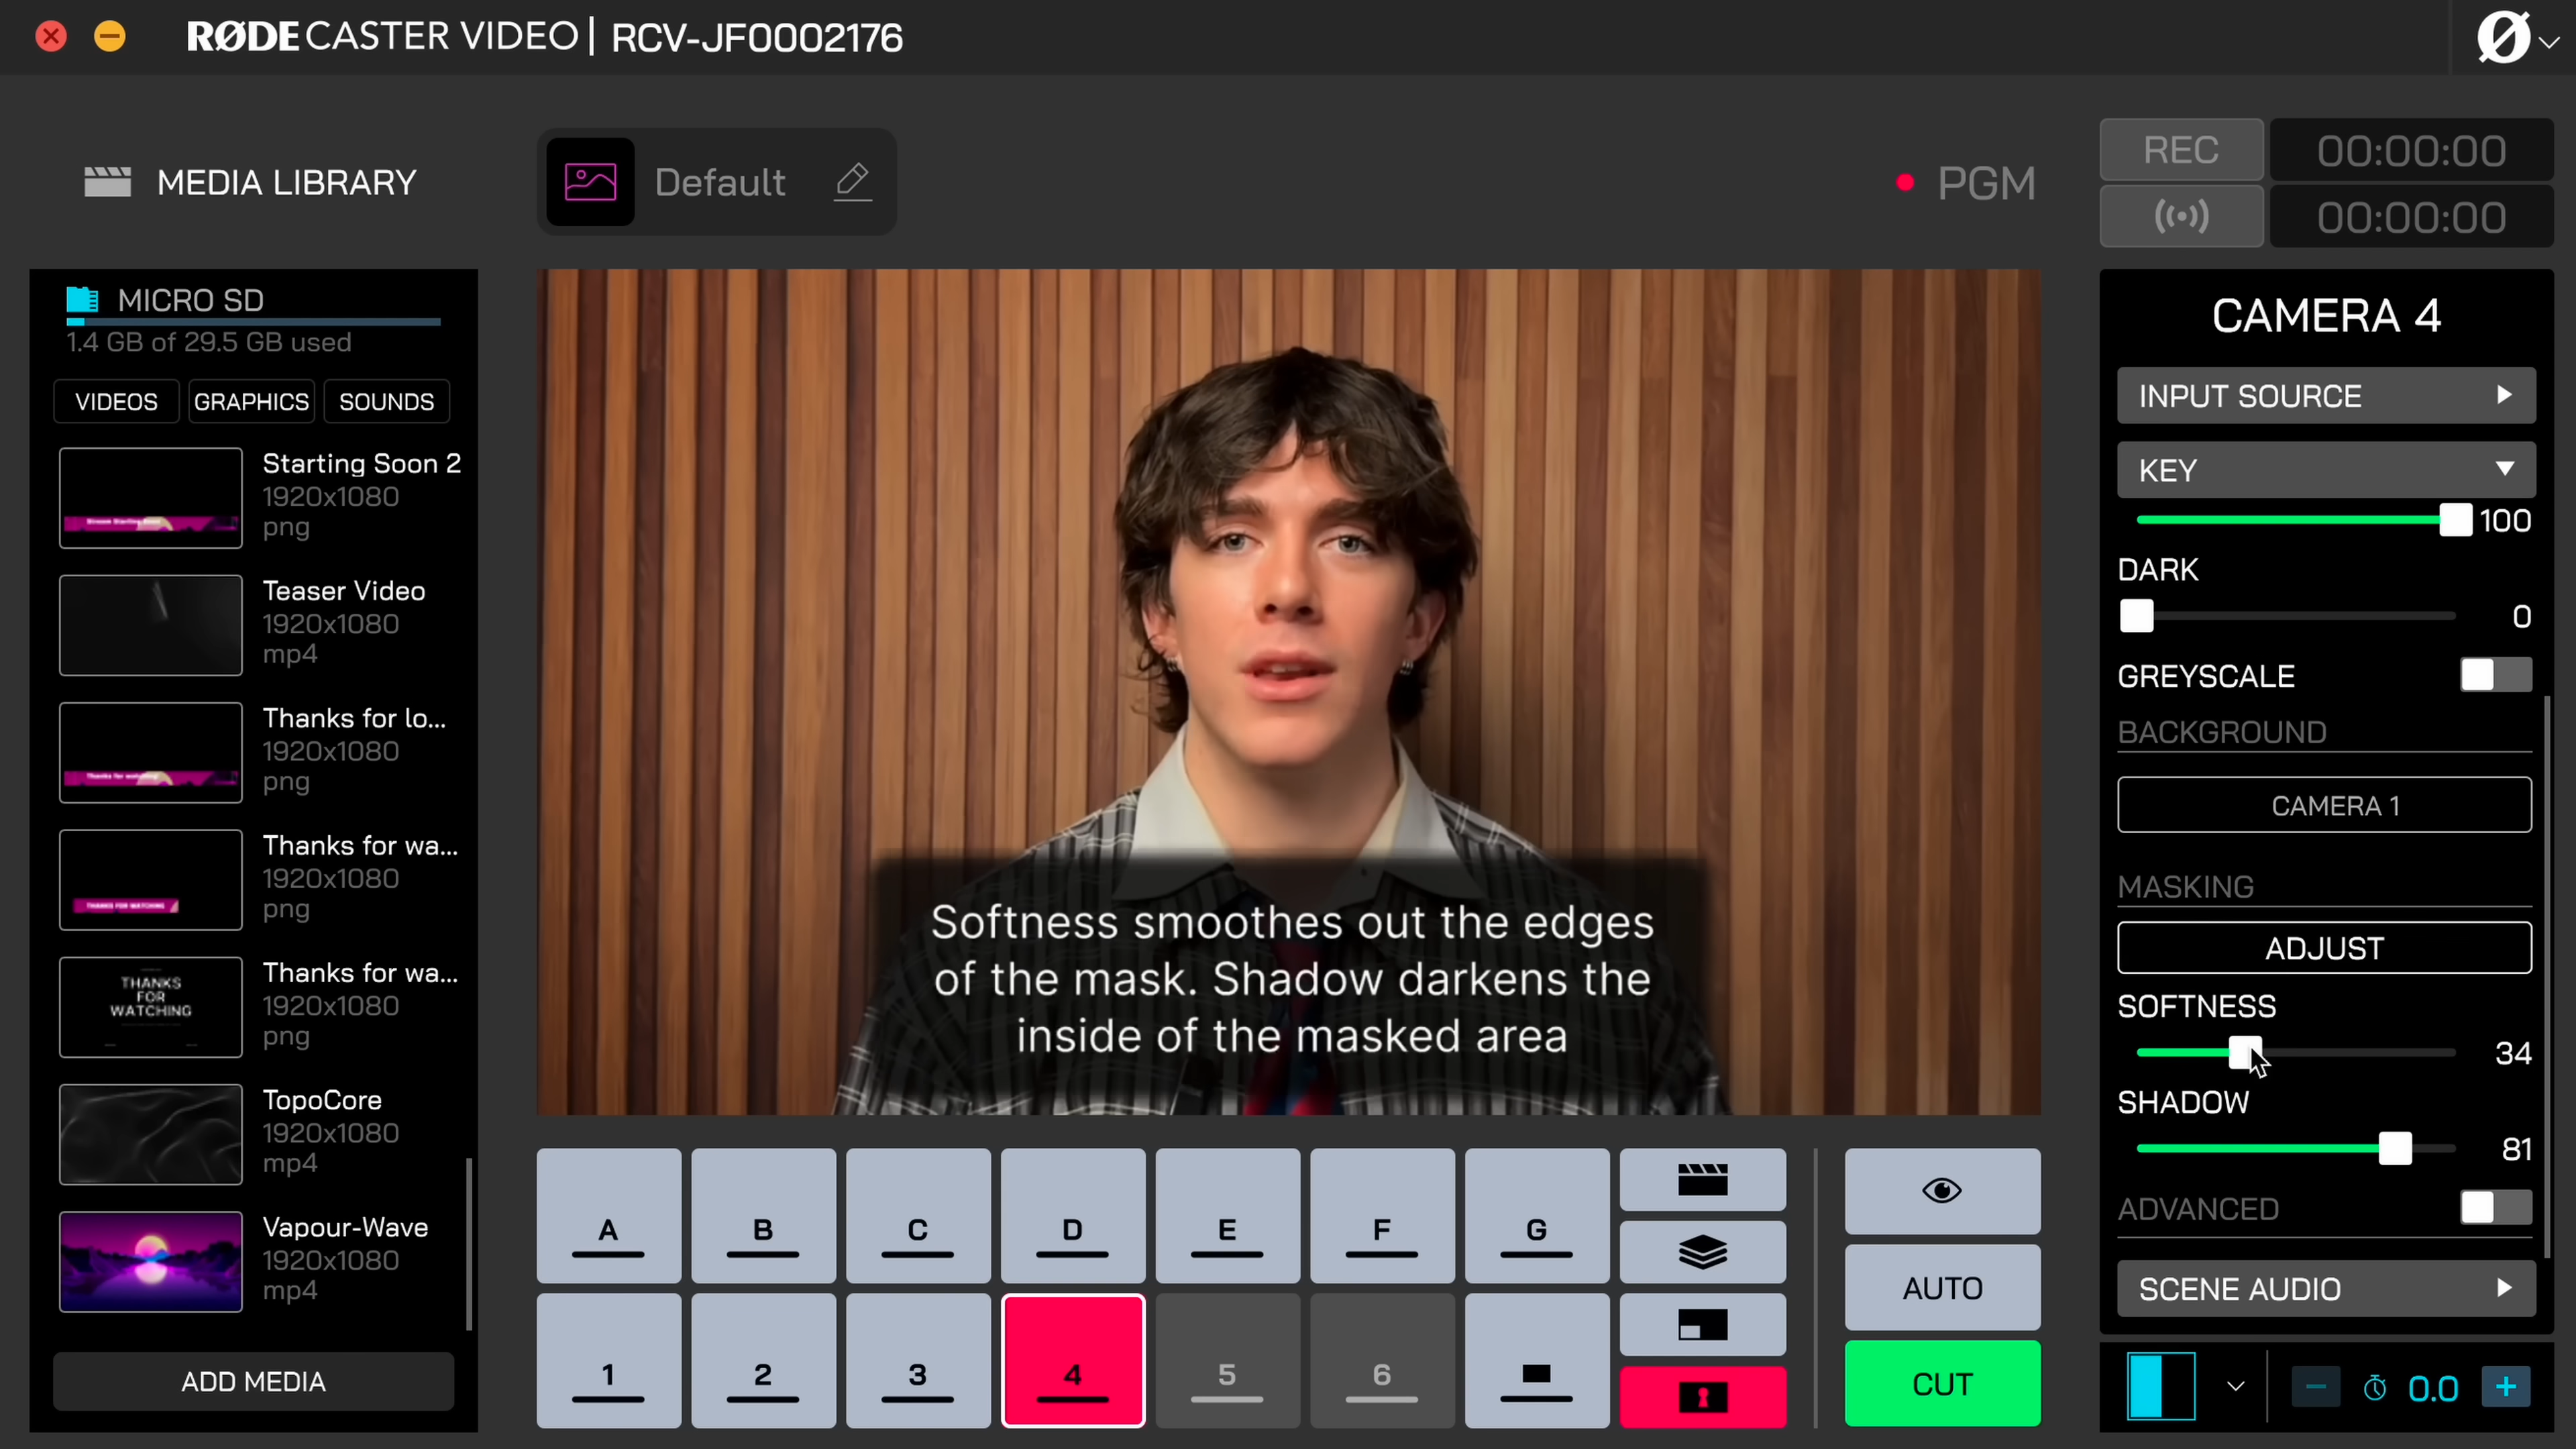 RØDE CASTER VIDEO | RCV-JF0002176
MEDIA LIBRARY
Default
PGM
REC
00:00:00
00:00:00
MICRO SD
1.4 GB of 29.5 GB used
VIDEOS
GRAPHICS
SOUNDS
Starting Soon 2
1920x1080
png
Teaser Video
1920x1080
mp4
Thanks for lo...
1920x1080
png
Thanks for wa...
1920x1080
png
THANKS FOR WATCHING
Thanks for wa...
1920x1080
png
THANKS
FOR
WATCHING
TopoCore
1920x1080
mp4
Vapour-Wave
1920x1080
mp4
ADD MEDIA
Softness smoothes out the edges
of the mask. Shadow darkens the
inside of the masked area
A
B
C
D
E
F
G
1
2
3
4
5
6
AUTO
CUT
CAMERA 4
INPUT SOURCE
KEY
100
DARK
0
GREYSCALE
BACKGROUND
CAMERA 1
MASKING
ADJUST
SOFTNESS
34
SHADOW
81
ADVANCED
SCENE AUDIO
0.0